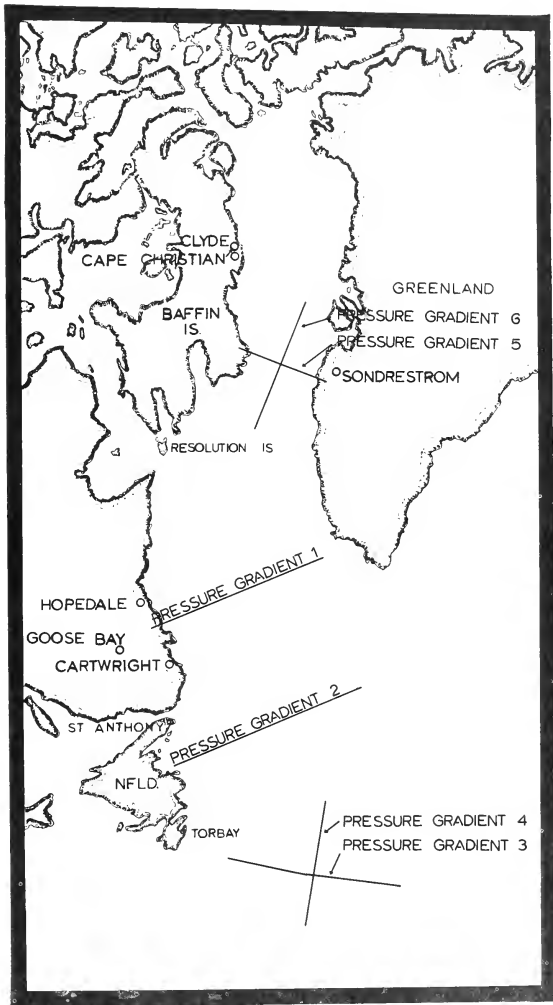 CLYDE
CAPE CHRISTIAN
GREENLAND
BAFFIN
IS.
PRESSURE GRADIENT 6
PRESSURE GRADIENT 5
SONDRESTROM
RESOLUTION IS
PRESSURE GRADIENT 1
HOPEDALE
GOOSE BAY
CARTWRIGHT
ST ANTHONY
PRESSURE GRADIENT 2
NFLD.
TORBAY
PRESSURE GRADIENT 4
PRESSURE GRADIENT 3